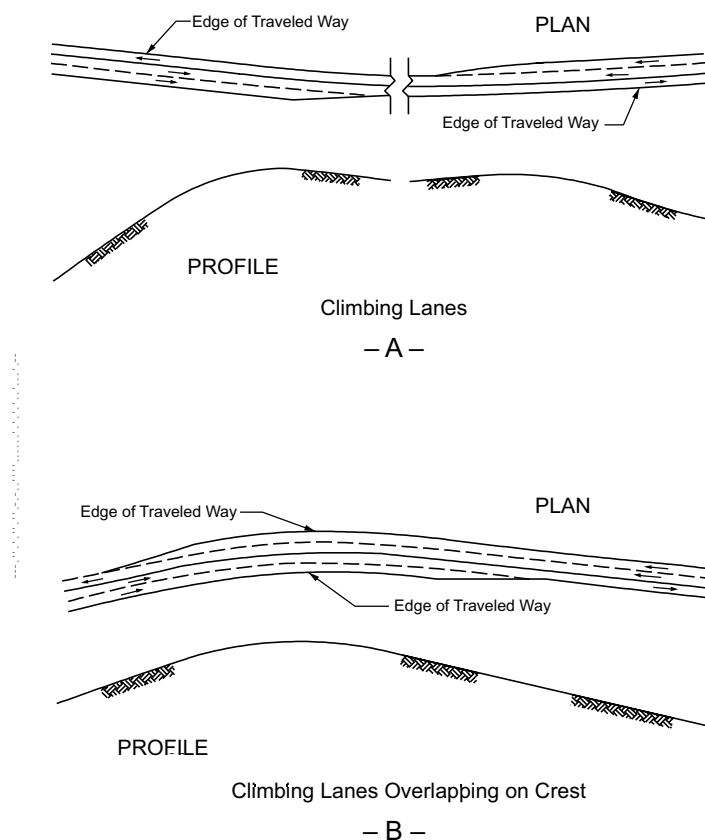 Edge of Traveled Way
PLAN
Edge of Traveled Way
PROFILE
Climbing Lanes
– A –
Edge of Traveled Way
PLAN
Edge of Traveled Way
PROFILE
Climbing Lanes Overlapping on Crest
– B –